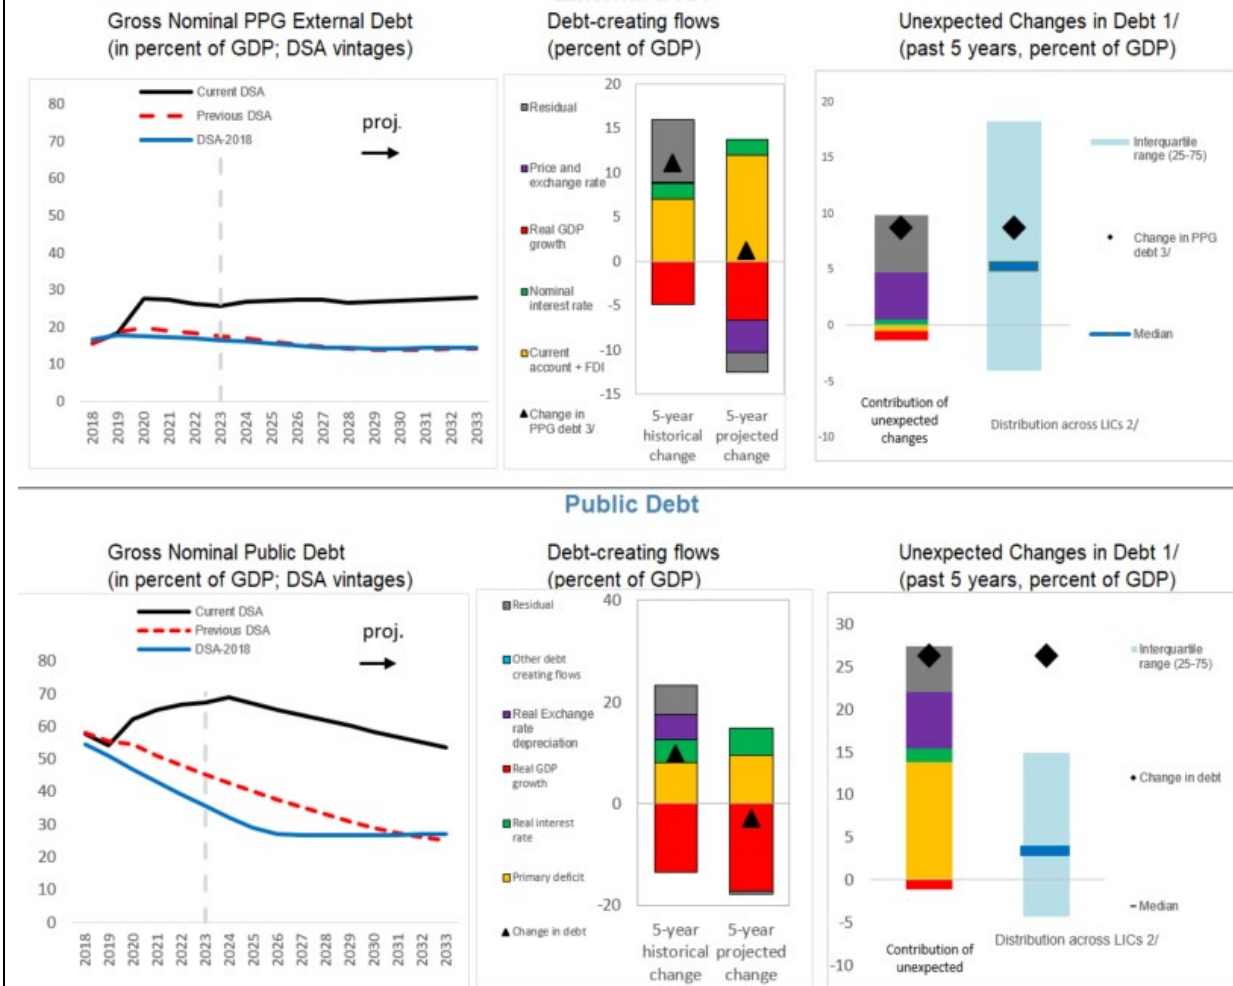 Gross Nominal PPG External Debt
(in percent of GDP; DSA vintages)
Current DSA
Previous DSA
DSA-2018
proj.
80
70
60
50
40
30
20
10
0
2018
2019
2020
2021
2022
2023
2024
2025
2026
2027
2028
2029
2030
2031
2032
2033
Debt-creating flows
(percent of GDP)
Residual
Price and
exchange rate
Real GDP
growth
Nominal
interest rate
Current
account + FDI
Change in
PPG debt 3/
20
15
10
5
0
-5
-10
-15
5-year
historical
change
5-year
projected
change
Unexpected Changes in Debt 1/
(past 5 years, percent of GDP)
20
15
10
5
0
-5
-10
Interquartile
range (25-75)
Change in PPG
debt 3/
Median
Contribution of
unexpected
changes
Distribution across LICs 2/
Public Debt
Gross Nominal Public Debt
(in percent of GDP; DSA vintages)
Current DSA
Previous DSA
DSA-2018
proj.
80
70
60
50
40
30
20
10
0
2018
2019
2020
2021
2022
2023
2024
2025
2026
2027
2028
2029
2030
2031
2032
2033
Debt-creating flows
(percent of GDP)
Residual
Other debt
creating flows
Real Exchange
rate
depreciation
Real GDP
growth
Real interest
rate
Primary deficit
Change in debt
40
20
0
-20
5-year
historical
change
5-year
projected
change
Unexpected Changes in Debt 1/
(past 5 years, percent of GDP)
30
25
20
15
10
5
0
-5
-10
Interquartile
range (25-75)
Change in debt
Median
Contribution of
unexpected
Distribution across LICs 2/